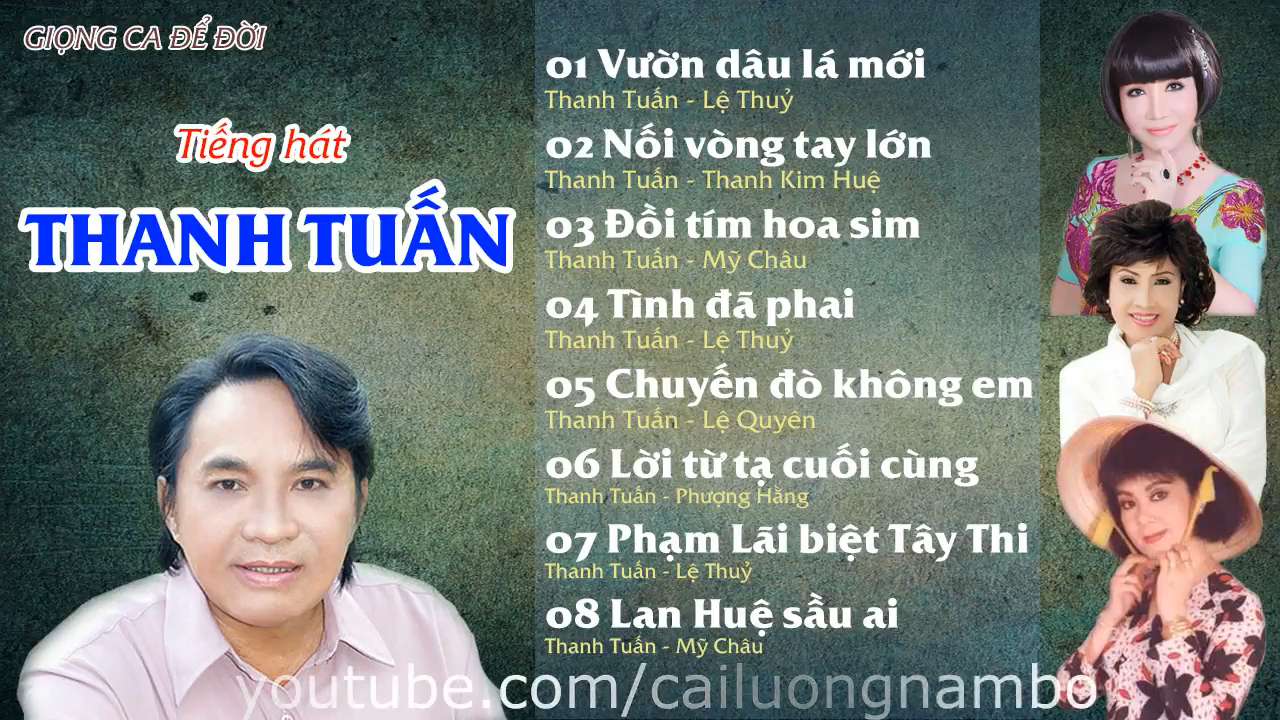 GIỌNG CA ĐỂ ĐỜI
Tiếng hát
THANH TUẤN
01 Vườn dâu lá mới
Thanh Tuấn - Lệ Thuỷ
02 Nối vòng tay lớn
Thanh Tuấn - Thanh Kim Huệ
03 Đồi tím hoa sim
Thanh Tuấn - Mỹ Châu
04 Tình đã phai
Thanh Tuấn - Lệ Thuỷ
05 Chuyến đò không em
Thanh Tuấn - Lệ Quyên
06 Lời từ tạ cuối cùng
Thanh Tuấn - Phượng Hằng
07 Phạm Lãi biệt Tây Thi
Thanh Tuấn - Lệ Thuỷ
08 Lan Huệ sầu ai
Thanh Tuấn - Mỹ Châu
youtube.com/cailuongnambo